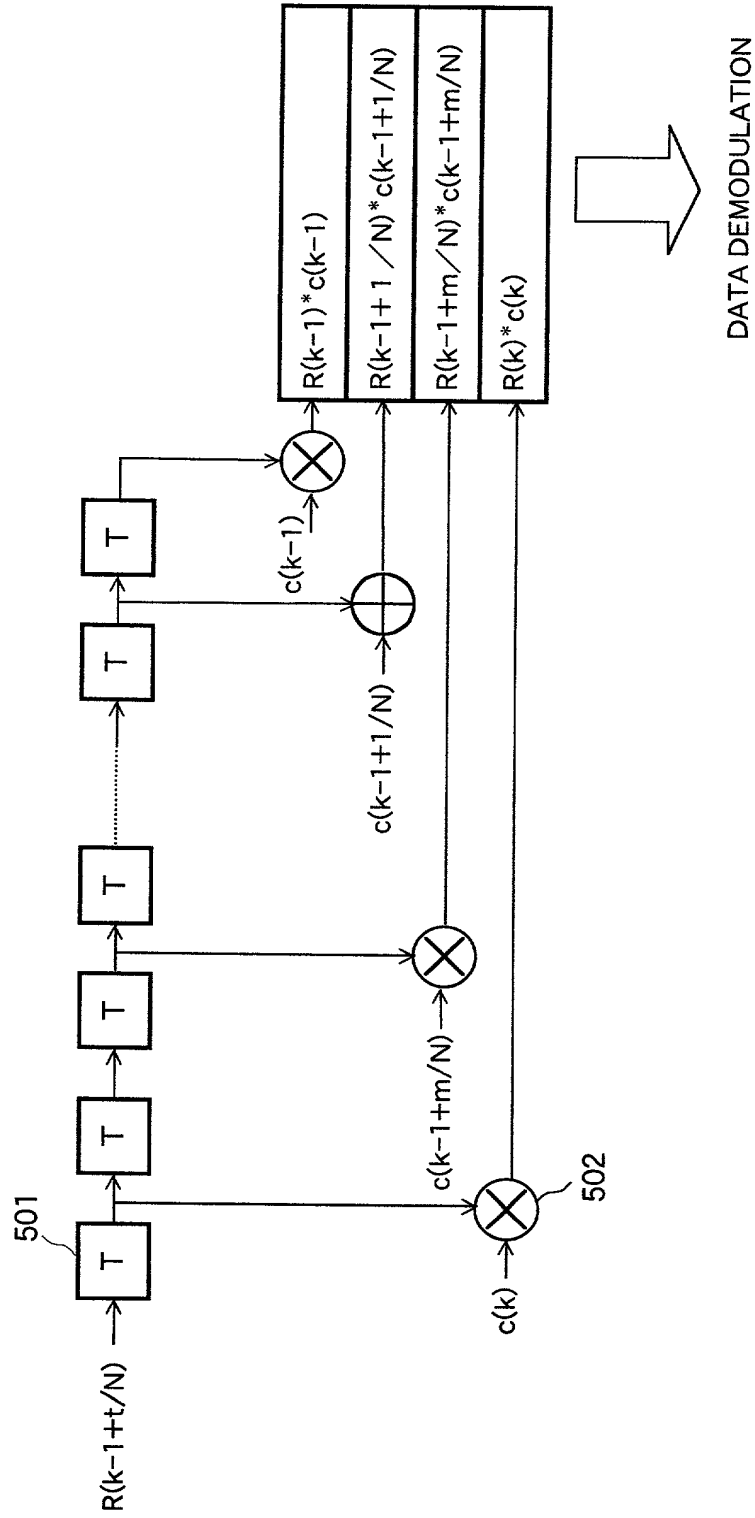 501
R(k-1+t/N)
T
T
T
T
T
T
c(k)
502
c(k-1+m/N)
c(k-1+1/N)
c(k-1)
R(k-1)*c(k-1)
R(k-1+1/N)*c(k-1+1/N)
R(k-1+m/N)*c(k-1+m/N)
R(k)*c(k)
DATA DEMODULATION